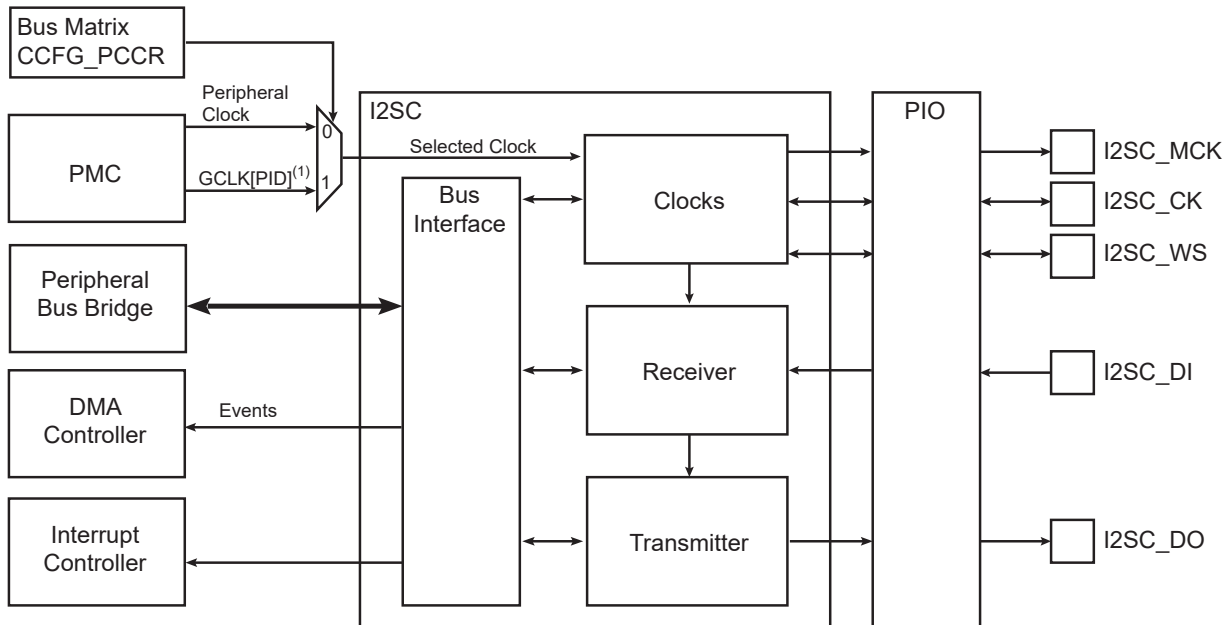 Bus Matrix
CCFG_PCCR
Peripheral
Clock
I2SC
PIO
0
PMC
Selected Clock
I2SC_MCK
GCLK[PID](1)
1
Bus
Interface
Clocks
I2SC_CK
I2SC_WS
Peripheral
Bus Bridge
Receiver
I2SC_DI
DMA
Controller
Events
Interrupt
Controller
Transmitter
I2SC_DO